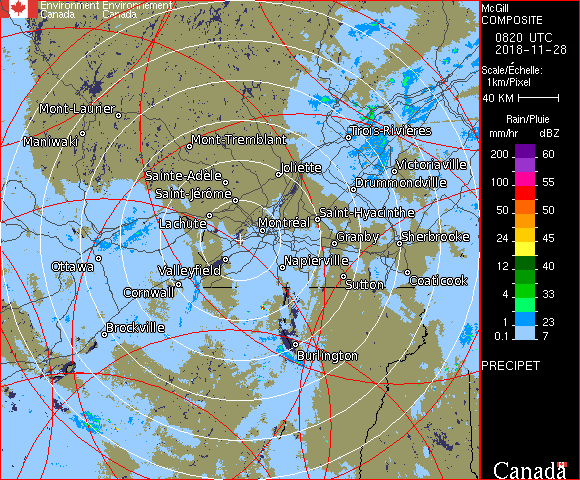 Environment Environnement
Canada Canada
McGill
COMPOSITE
0820 UTC
2018-11-28
Scale/Échelle:
1km/Pixel
40 KM
Rain/Pluie
mm/hr dBZ
200 60
100 55
50 50
24 45
12 40
4 33
1 23
0.1 7
PRECIPET
Canada
Mont-Laurier
Maniwaki
Mont-Tremblant
Trois-Rivières
Joliette
Victoriaville
Sainte-Adèle
Drummondville
Saint-Jérôme
Saint-Hyacinthe
Lachute
Montréal
Granby
Sherbrooke
Ottawa
Valleyfield
Napierville
Cornwall
Sutton
Coaticook
Brockville
Burlington